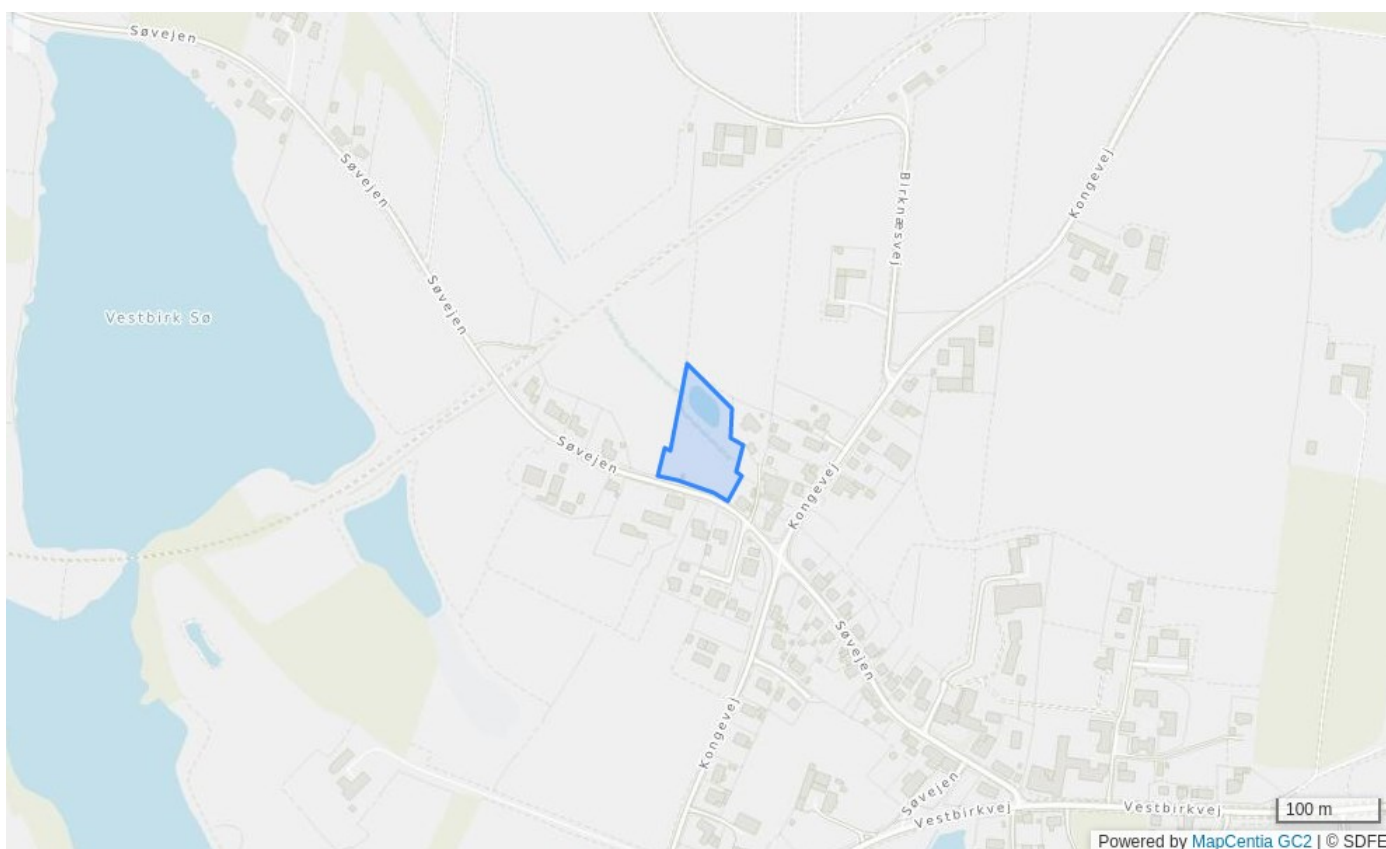 Søvejen
Søvejen
Birknæsvej
Kongevej
Søvejen
Vestbirk Sø
Søvejen
Kongevej
Søvejen
Kongevej
Søvejen
Vestbirkvej
Vestbirkvej
100 m
Powered by MapCentia GC2 | © SDFE